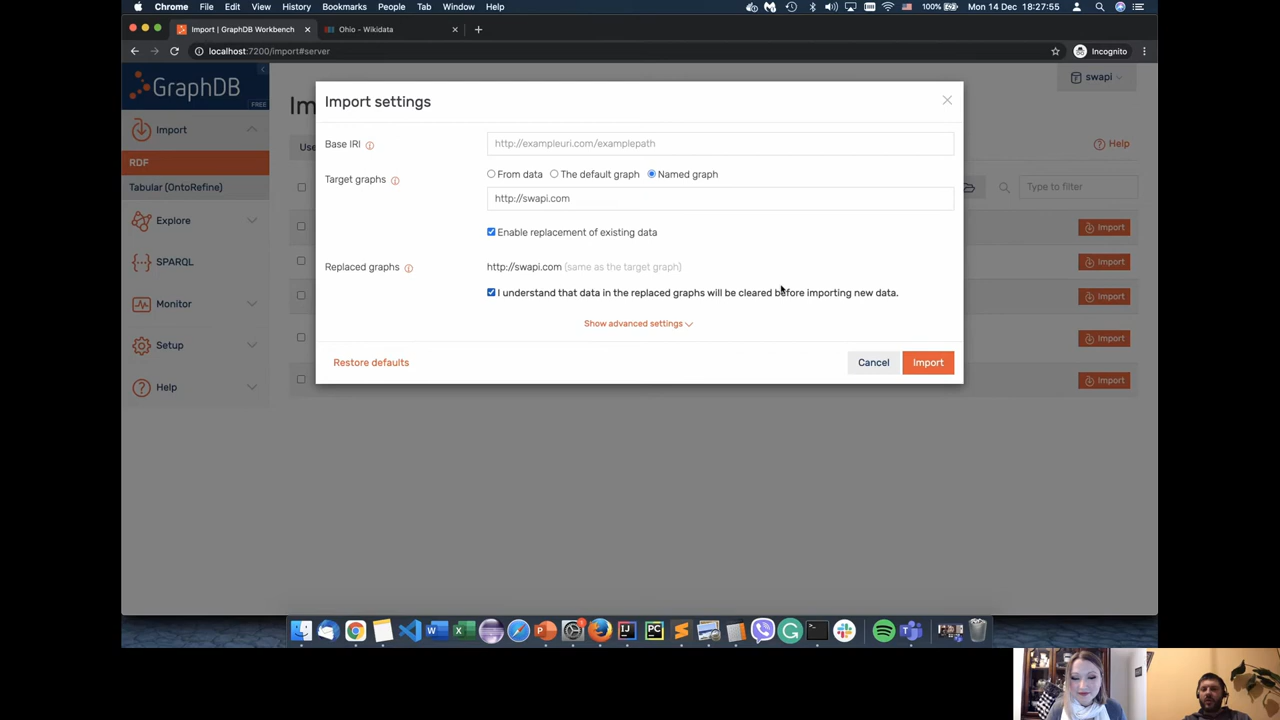 Chrome File Edit View History Bookmarks People Tab Window Help 100% Mon 14 Dec 18:27:55
Import | GraphDB Workbench Ohio - Wikidata
localhost:7200/import#server Incognito
GraphDB
FREE
swapi
Import settings
Im
Base IRI http://exampleuri.com/examplepath
Import
Help
Use
RDF
Target graphs From data The default graph Named graph
Tabular (OntoRefine)
Type to filter
http://swapi.com
Explore
Import
Enable replacement of existing data
SPARQL
Replaced graphs http://swapi.com (same as the target graph)
Import
I understand that data in the replaced graphs will be cleared before importing new data.
Import
Monitor
Show advanced settings
Import
Setup
Restore defaults Cancel Import
Import
Help